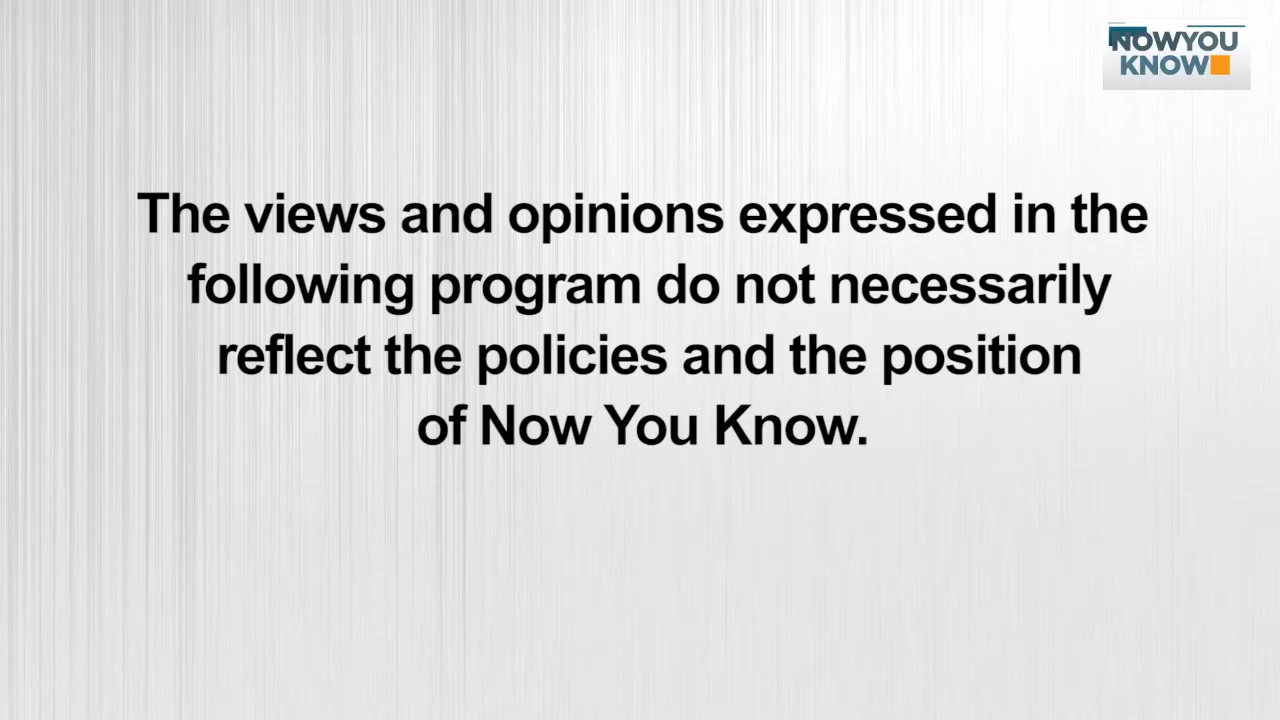 NOWYOU
KNOW
The views and opinions expressed in the
following program do not necessarily
reflect the policies and the position
of Now You Know.